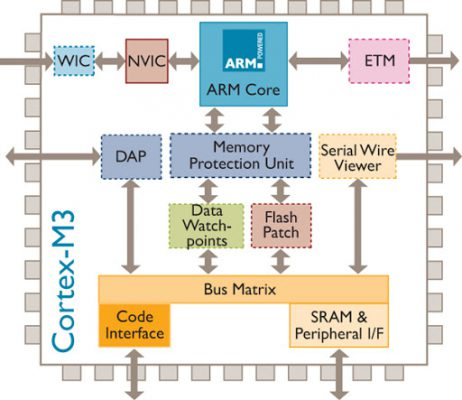 WIC
NVIC
ARM
POWERED
ARM Core
ETM
DAP
Memory
Protection Unit
Serial Wire
Viewer
Data
Watch-
points
Flash
Patch
Cortex-M3
Bus Matrix
Code
Interface
SRAM &
Peripheral I/F